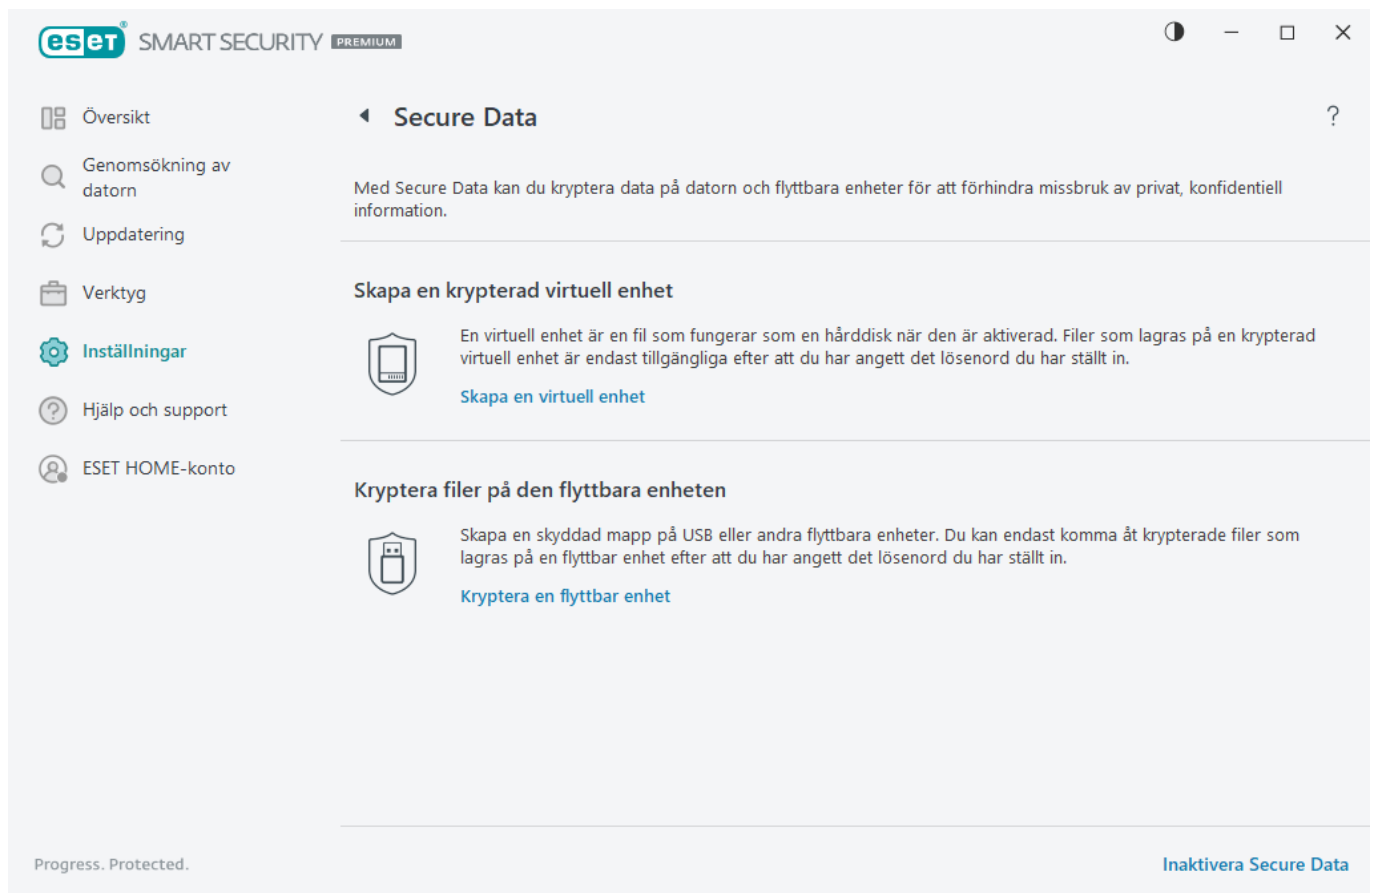 eset® SMART SECURITY PREMIUM
Översikt
Genomsökning av
datorn
Uppdatering
Verktyg
Inställningar
Hjälp och support
ESET HOME-konto
Secure Data
?
Med Secure Data kan du kryptera data på datorn och flyttbara enheter för att förhindra missbruk av privat, konfidentiell
information.
Skapa en krypterad virtuell enhet
En virtuell enhet är en fil som fungerar som en hårddisk när den är aktiverad. Filer som lagras på en krypterad
virtuell enhet är endast tillgängliga efter att du har angett det lösenord du har ställt in.
Skapa en virtuell enhet
Kryptera filer på den flyttbara enheten
Skapa en skyddad mapp på USB eller andra flyttbara enheter. Du kan endast komma åt krypterade filer som
lagras på en flyttbar enhet efter att du har angett det lösenord du har ställt in.
Kryptera en flyttbar enhet
Progress. Protected.
Inaktivera Secure Data